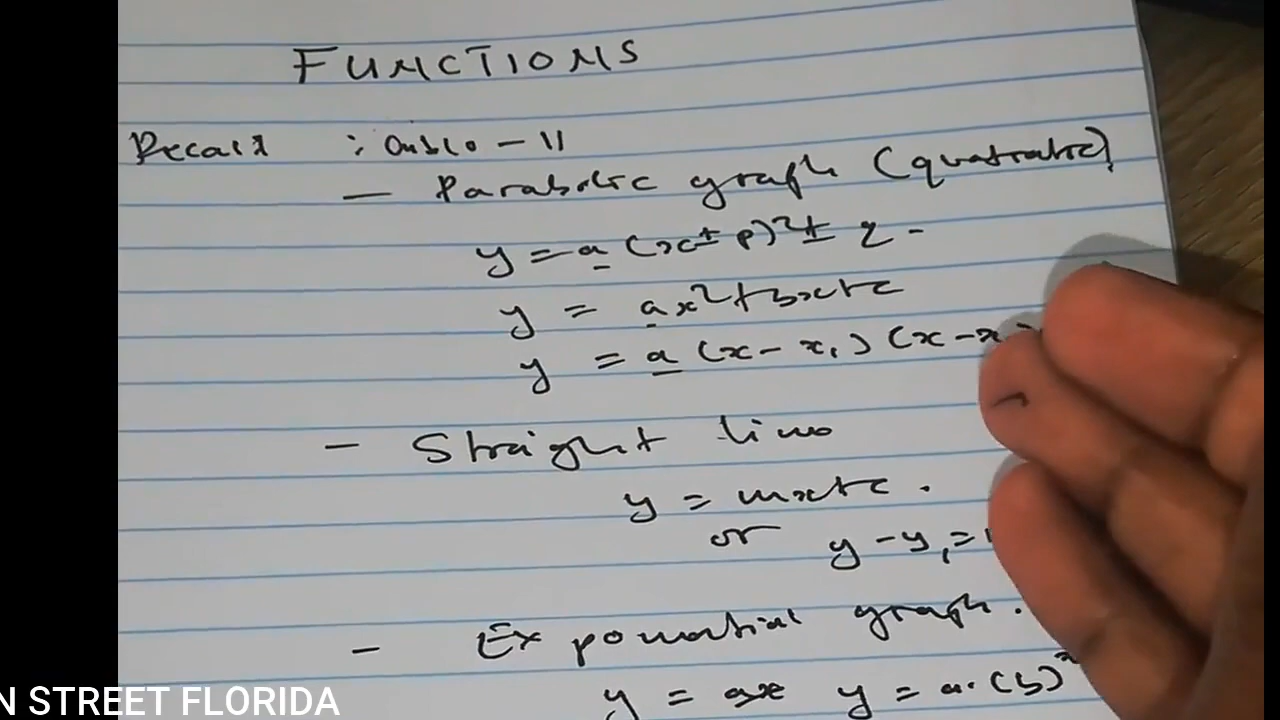 FUNCTIONS
Recall : - 11
— Parabolic graph (quadratic)
y = a (x ± p)² ± q -
y = ax² + bx + c
y = a (x - x₁) (x - x
- Straight line
y = mx + c .
or y - y₁ =
- Exponential graph .
y = y = a.(b)ˣ
N STREET FLORIDA